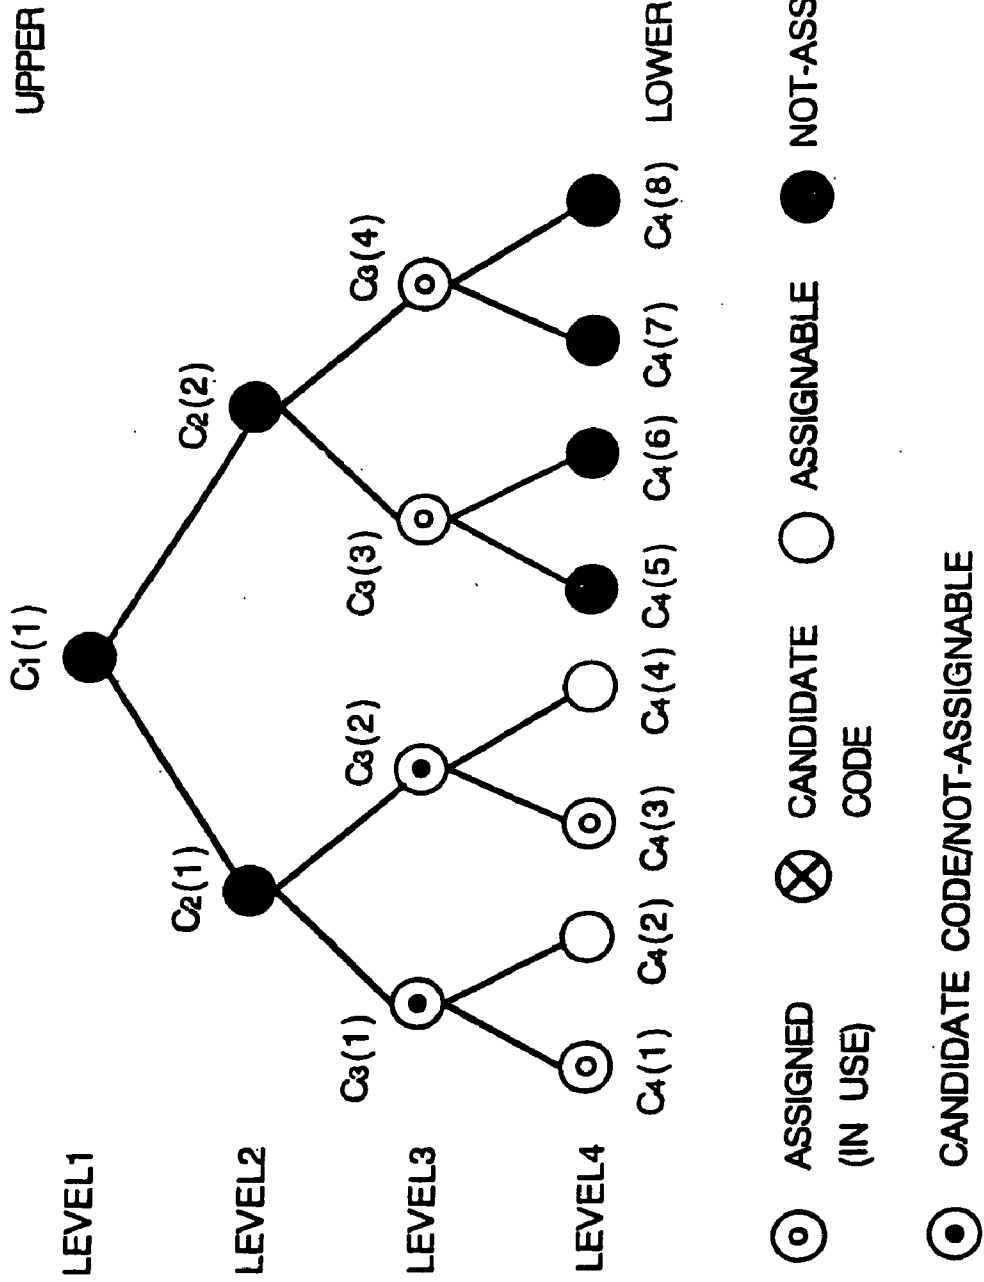 UPPER
LEVEL1
C1(1)
LEVEL2
C2(1)
C2(2)
LEVEL3
C3(1)
C3(2)
C3(3)
C3(4)
LEVEL4
C4(1)
C4(2)
C4(3)
C4(4)
C4(5)
C4(6)
C4(7)
C4(8)
LOWER
ASSIGNED
(IN USE)
CANDIDATE
CODE
ASSIGNABLE
NOT-ASS
CANDIDATE CODE/NOT-ASSIGNABLE